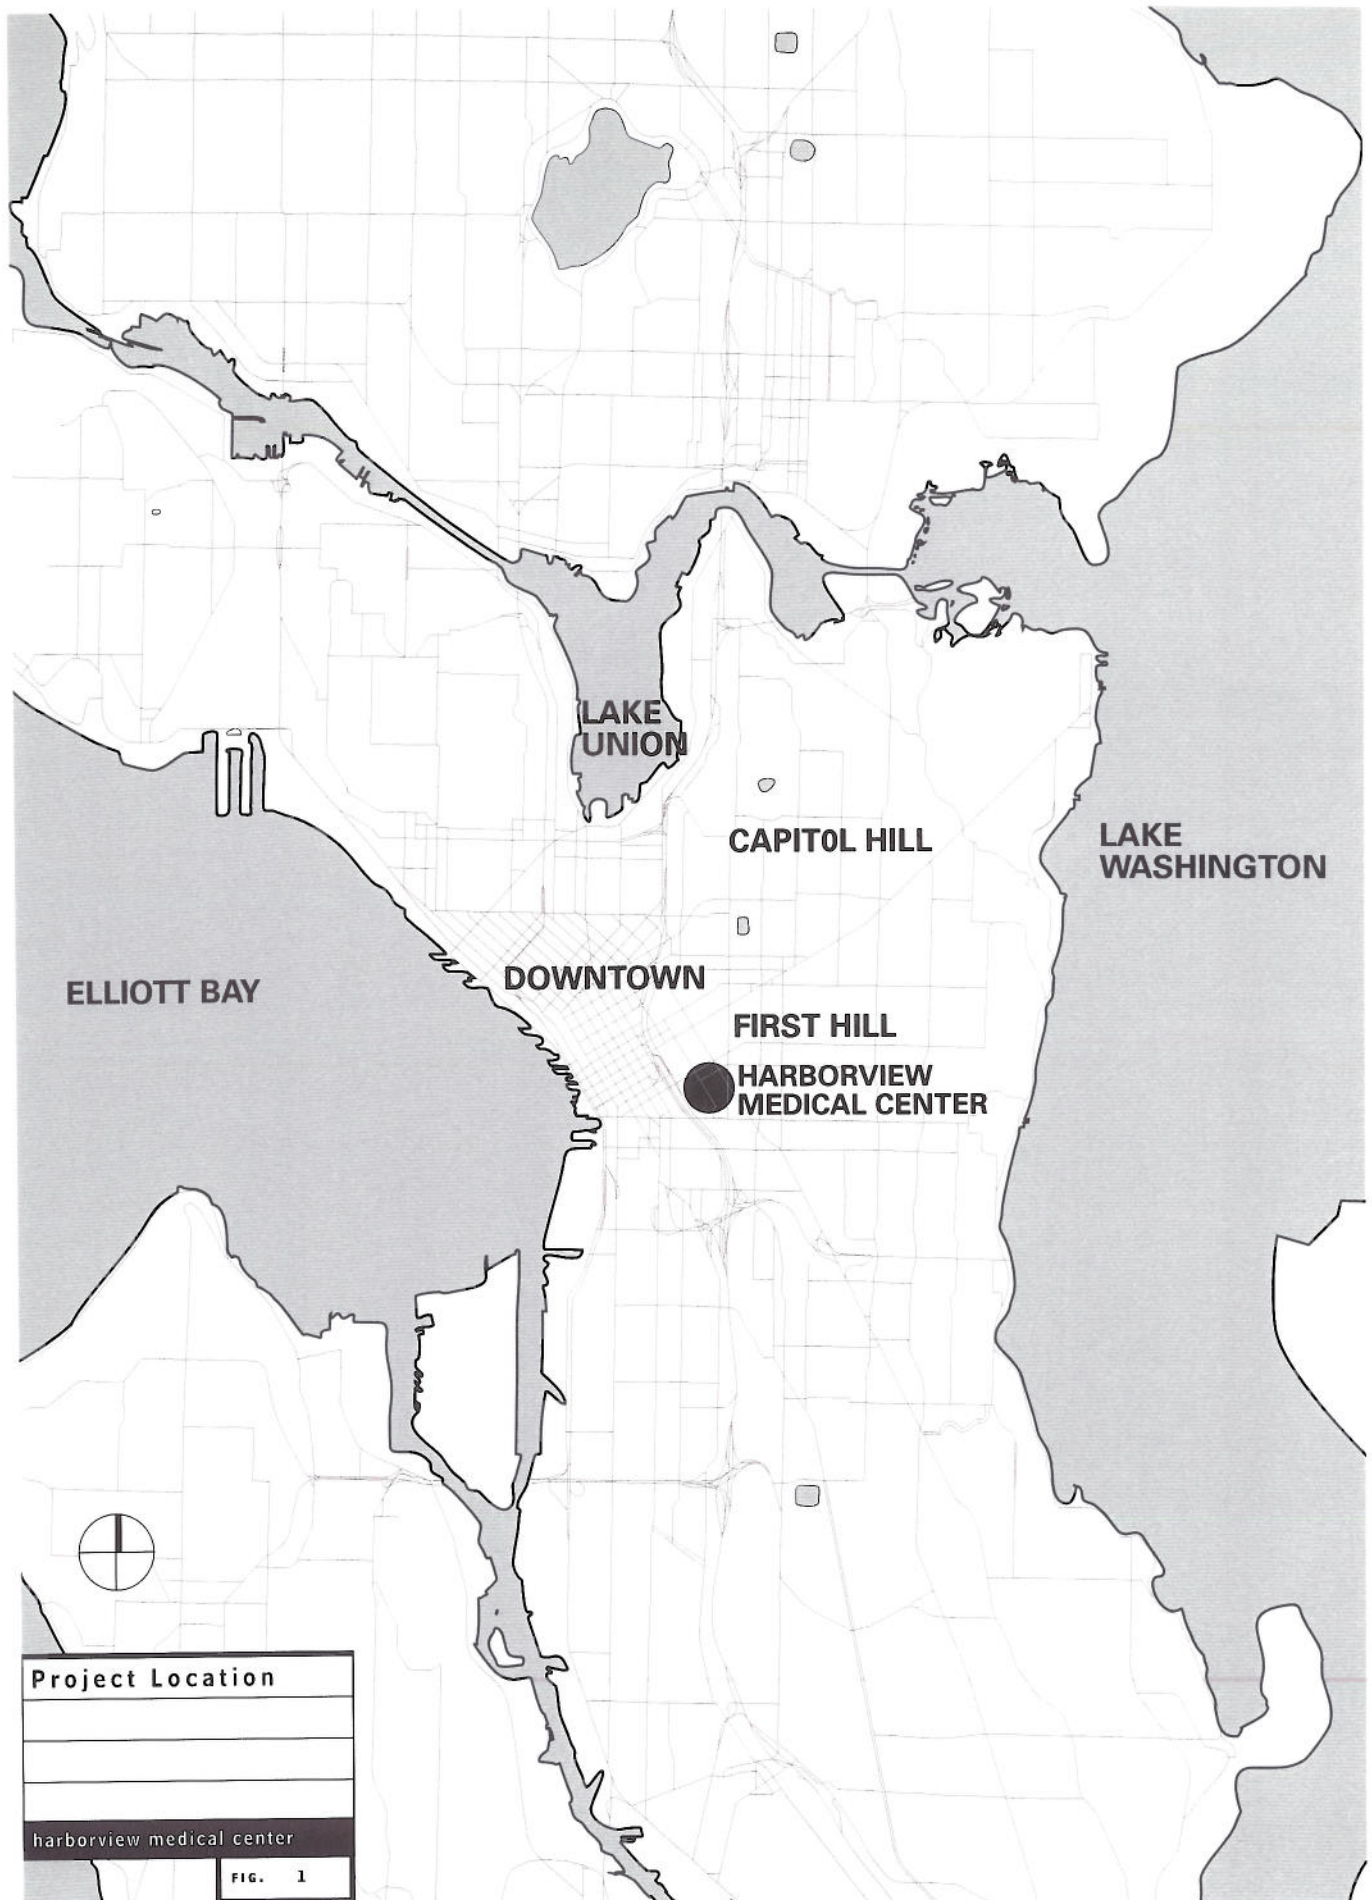 LAKE
UNION
CAPITOL HILL
LAKE
WASHINGTON
ELLIOTT BAY
DOWNTOWN
FIRST HILL
HARBORVIEW
MEDICAL CENTER
Project Location
harborview medical center
FIG. 1